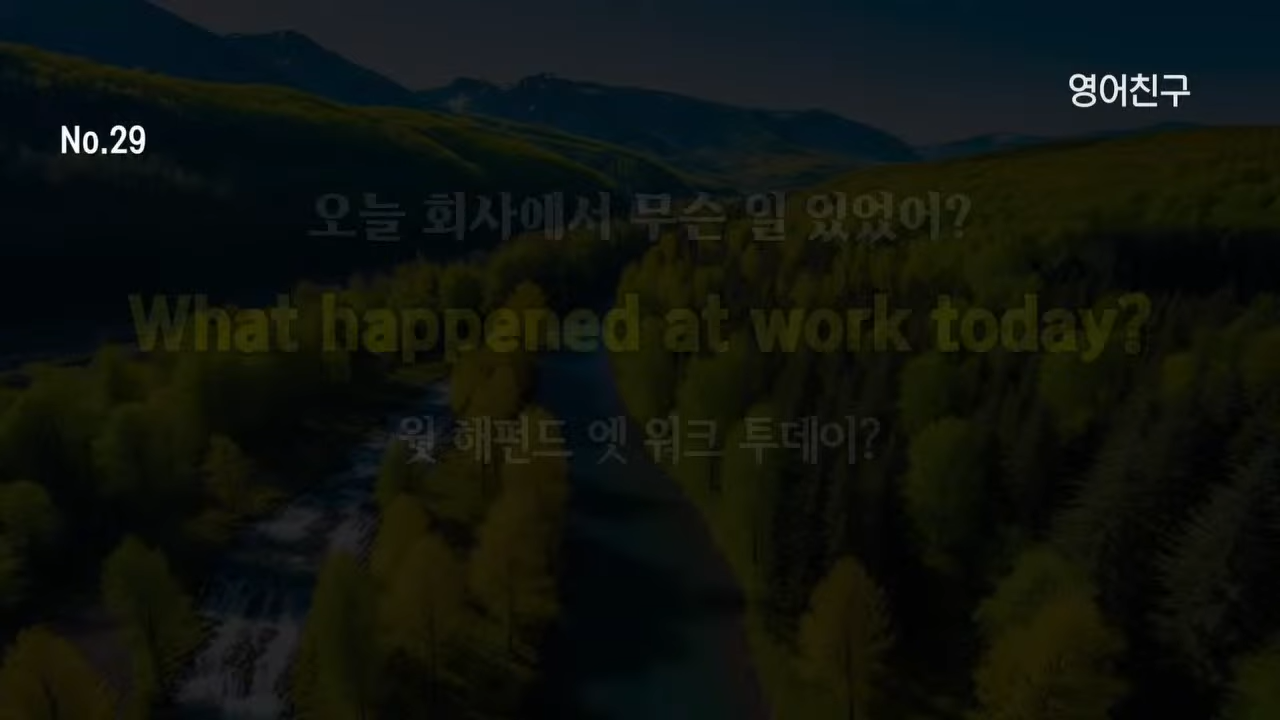 영어친구
No.29
오늘 회사에서 무슨 일 있었어?
What happened at work today?
왓 해펀드 엣 워크 투데이?